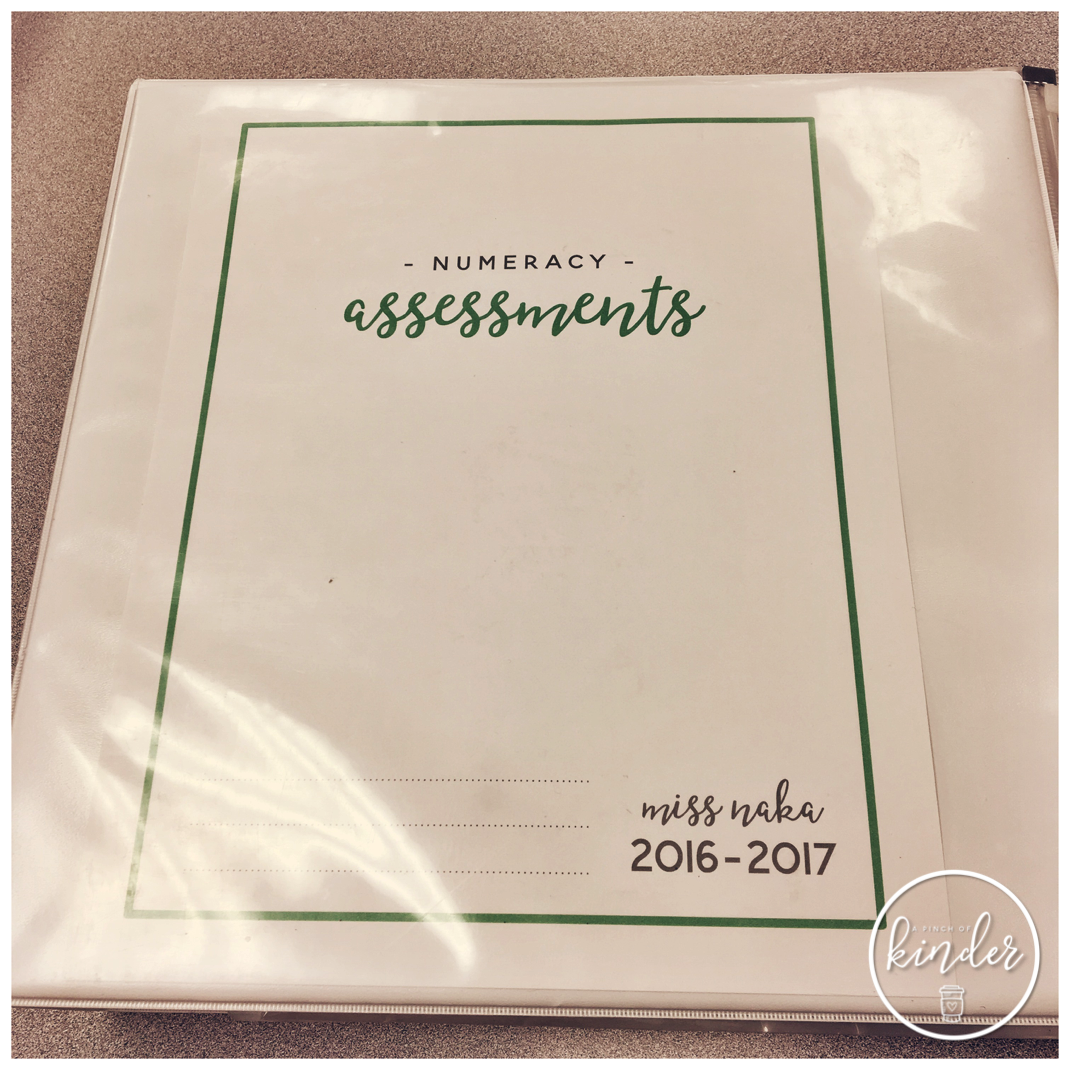 - NUMERACY -
assessments
miss naka
2016-2017
A PINCH OF
kinder